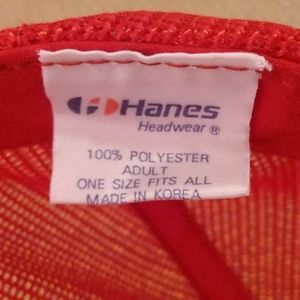 Hanes
Headwear ®
100% POLYESTER
ADULT
ONE SIZE FITS ALL
MADE IN KOREA